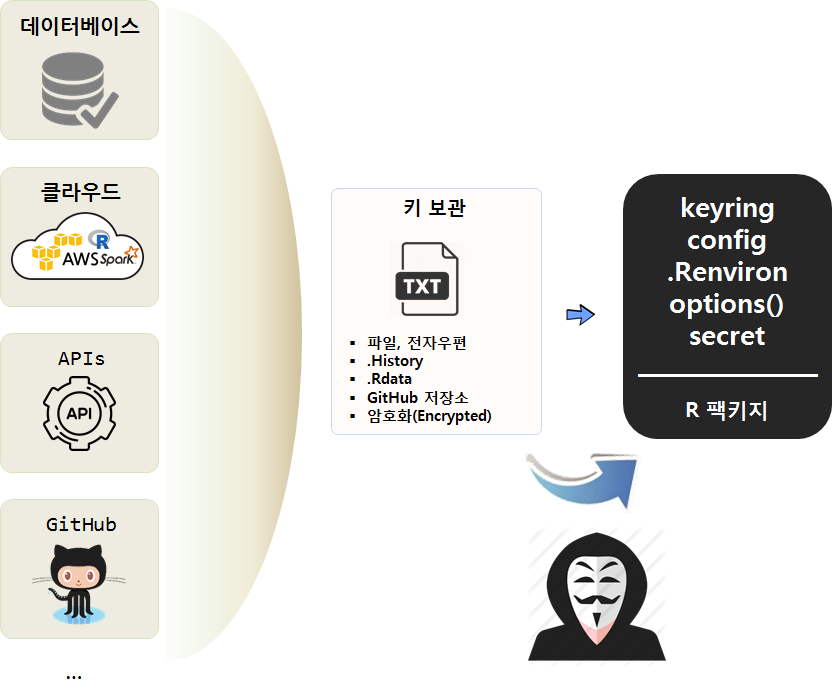 데이터베이스
클라우드
R
AWS Spark
APIs
API
GitHub
...
키 보관
TXT
▪ 파일, 전자우편
▪ .History
▪ .Rdata
▪ GitHub 저장소
▪ 암호화(Encrypted)
keyring
config
.Renviron
options()
secret
R 팩키지